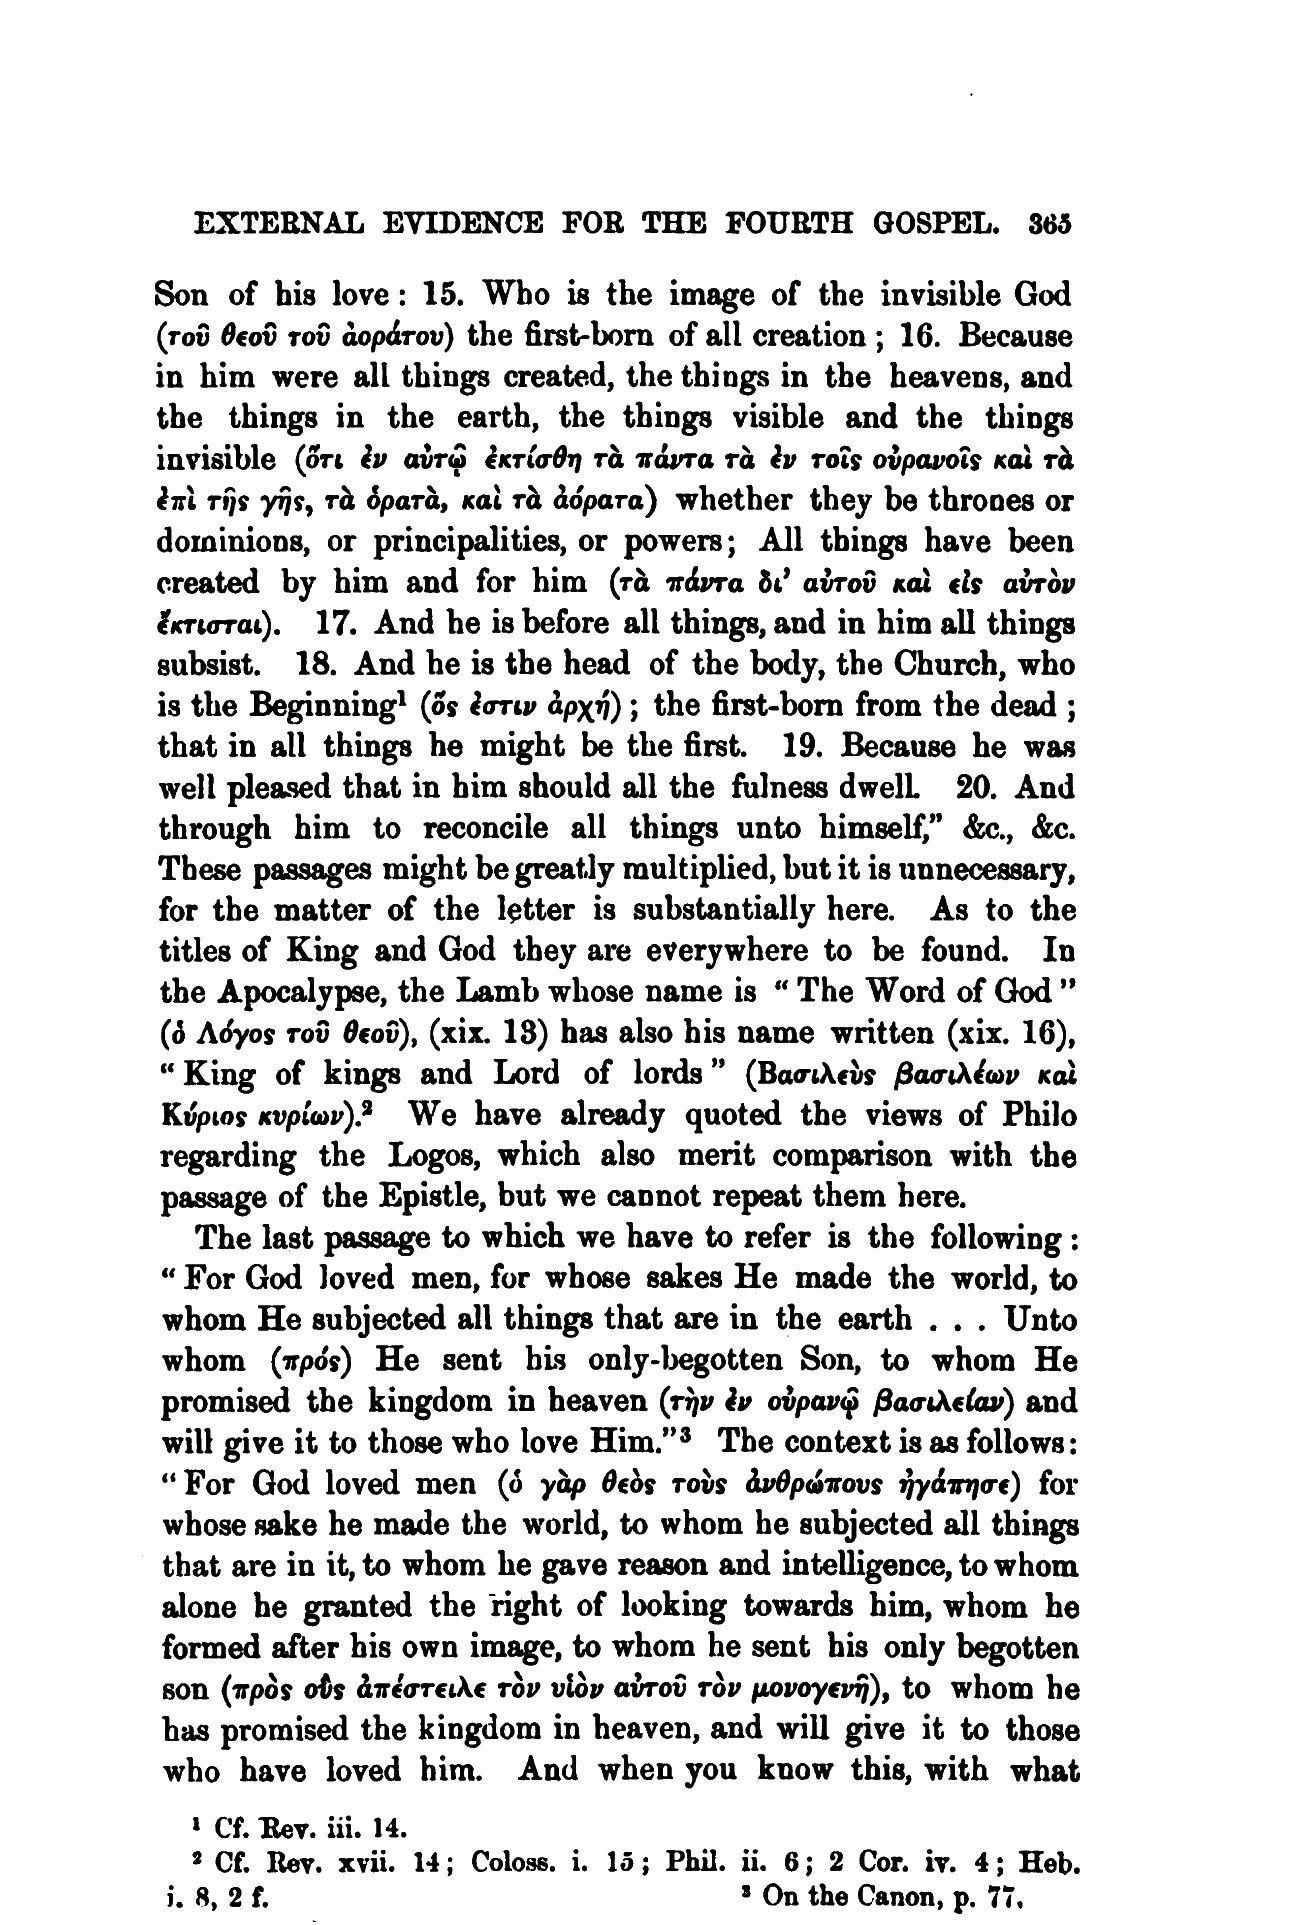 EXTERNAL EVIDENCE FOR THE FOURTH GOSPEL. 365
Son of his love : 15. Who is the image of the invisible God
(τοῦ θεοῦ τοῦ ἀοράτου) the first-born of all creation ; 16. Because
in him were all things created, the things in the heavens, and
the things in the earth, the things visible and the things
invisible (ὅτι ἐν αὐτῷ ἐκτίσθη τὰ πάντα τὰ ἐν τοῖς οὐρανοῖς καὶ τὰ
ἐπὶ τῆς γῆς, τὰ ὁρατὰ, καὶ τὰ ἀόρατα) whether they be thrones or
dominions, or principalities, or powers ; All things have been
created by him and for him (τὰ πάντα δι’ αὐτοῦ καὶ εἰς αὐτὸν
ἔκτισται). 17. And he is before all things, and in him all things
subsist. 18. And he is the head of the body, the Church, who
is the Beginning¹ (ὅς ἐστιν ἀρχή) ; the first-born from the dead ;
that in all things he might be the first. 19. Because he was
well pleased that in him should all the fulness dwell. 20. And
through him to reconcile all things unto himself,” &c., &c.
These passages might be greatly multiplied, but it is unnecessary,
for the matter of the letter is substantially here. As to the
titles of King and God they are everywhere to be found. In
the Apocalypse, the Lamb whose name is “ The Word of God ”
(ὁ Λόγος τοῦ θεοῦ), (xix. 13) has also his name written (xix. 16),
“ King of kings and Lord of lords ” (Βασιλεὺς βασιλέων καὶ
Κύριος κυρίων).² We have already quoted the views of Philo
regarding the Logos, which also merit comparison with the
passage of the Epistle, but we cannot repeat them here.
The last passage to which we have to refer is the following :
“ For God loved men, for whose sakes He made the world, to
whom He subjected all things that are in the earth . . . Unto
whom (πρός) He sent his only-begotten Son, to whom He
promised the kingdom in heaven (τὴν ἐν οὐρανῷ βασιλείαν) and
will give it to those who love Him.”³ The context is as follows :
“ For God loved men (ὁ γὰρ θεὸς τοὺς ἀνθρώπους ἠγάπησε) for
whose sake he made the world, to whom he subjected all things
that are in it, to whom he gave reason and intelligence, to whom
alone he granted the right of looking towards him, whom he
formed after his own image, to whom he sent his only begotten
son (πρὸς οὓς ἀπέστειλε τὸν υἱὸν αὐτοῦ τὸν μονογενῆ), to whom he
has promised the kingdom in heaven, and will give it to those
who have loved him. And when you know this, with what
¹ Cf. Rev. iii. 14.
² Cf. Rev. xvii. 14 ; Coloss. i. 15 ; Phil. ii. 6 ; 2 Cor. iv. 4 ; Heb.
i. 8, 2 f. ³ On the Canon, p. 77.